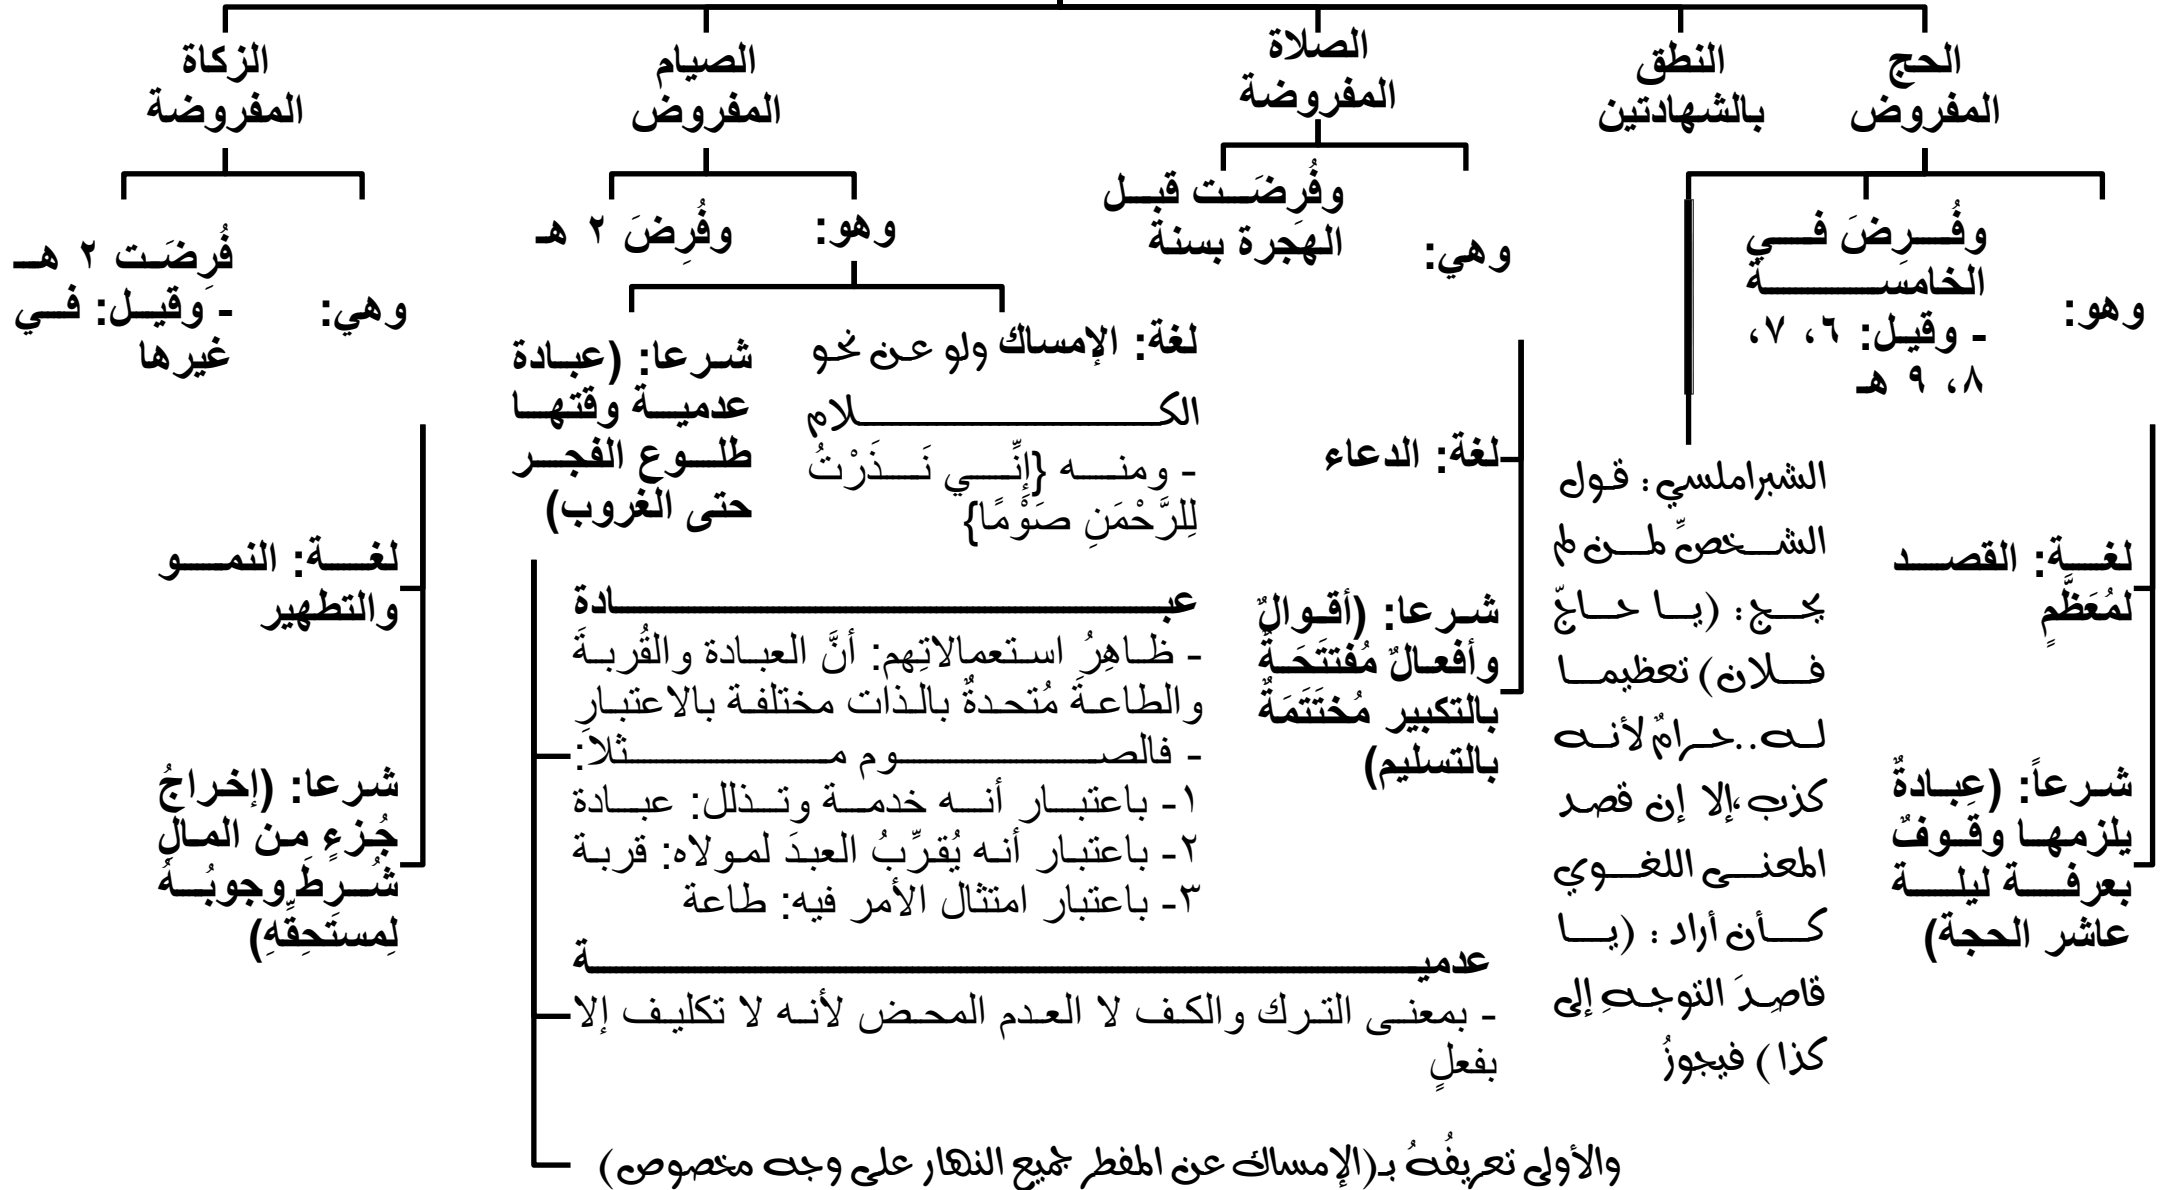 الحج
المفروض
النطق
بالشهادتين
الصلاة
المفروضة
الصيام
المفروض
الزكاة
المفروضة
وهو:
وفُرِضَ في
الخامسة
- وقيل: ٦، ٧،
٨، ٩ هـ
لغة: القصد
لمُعَظَّمٍ
شرعاً: (عِبادةٌ
يلزمها وقوفٌ
بعرفة ليلة
عاشر الحجة)
الشبراملسي: قول
الشخصِّ لمن لم
يحج: (يا حاجّ
فلان) تعظيما
له..حرامٌ لأنه
كذب،إلا إن قصد
المعنى اللغوي
كأن أراد: (يا
قاصِدَ التوجهِ إلى
كذا) فيجوزُ
وهي:
وفُرِضَت قبل
الهَجرة بسنة
لغة: الدعاء
شرعا: (أقوالٌ
وأفعالٌ مُفتتَحَةٌ
بالتكبير مُختَتَمَةٌ
بالتسليم)
وهو:
وفُرِضَ ٢ هـ
لغة: الإمساك ولو عن نحو
الكلام
- ومنه {إِنِّي نَذَرْتُ
لِلرَّحْمَنِ صَوْمًا}
شرعا: (عبادة
عدمية وقتها
طلوع الفجر
حتى الغروب)
عبادة
- ظاهِرُ استعمالاتِهم: أنَّ العبادة والقُربةَ
والطاعةَ مُتحدةٌ بالذات مختلفة بالاعتبارِ
- فالصوم مثلاً:
١- باعتبار أنه خدمة وتذلل: عبادة
٢- باعتبار أنه يُقرِّبُ العبدَ لمولاه: قربة
٣- باعتبار امتثال الأمر فيه: طاعة
عدمية
- بمعنى الترك والكف لا العدم المحض لأنه لا تكليف إلا
بفعلٍ
والأولى تعريفُهُ بـ(الإمساك عن المفطر جميع النهار على وجه مخصوص)
وهي:
فُرِضَت ٢ هـ
- وقيل: في
غيرها
لغة: النمو
والتطهير
شرعا: (إخراجُ
جُزءٍ من المالِ
شُرِطَ وجوبُهُ
لِمستَحِقِّهِ)